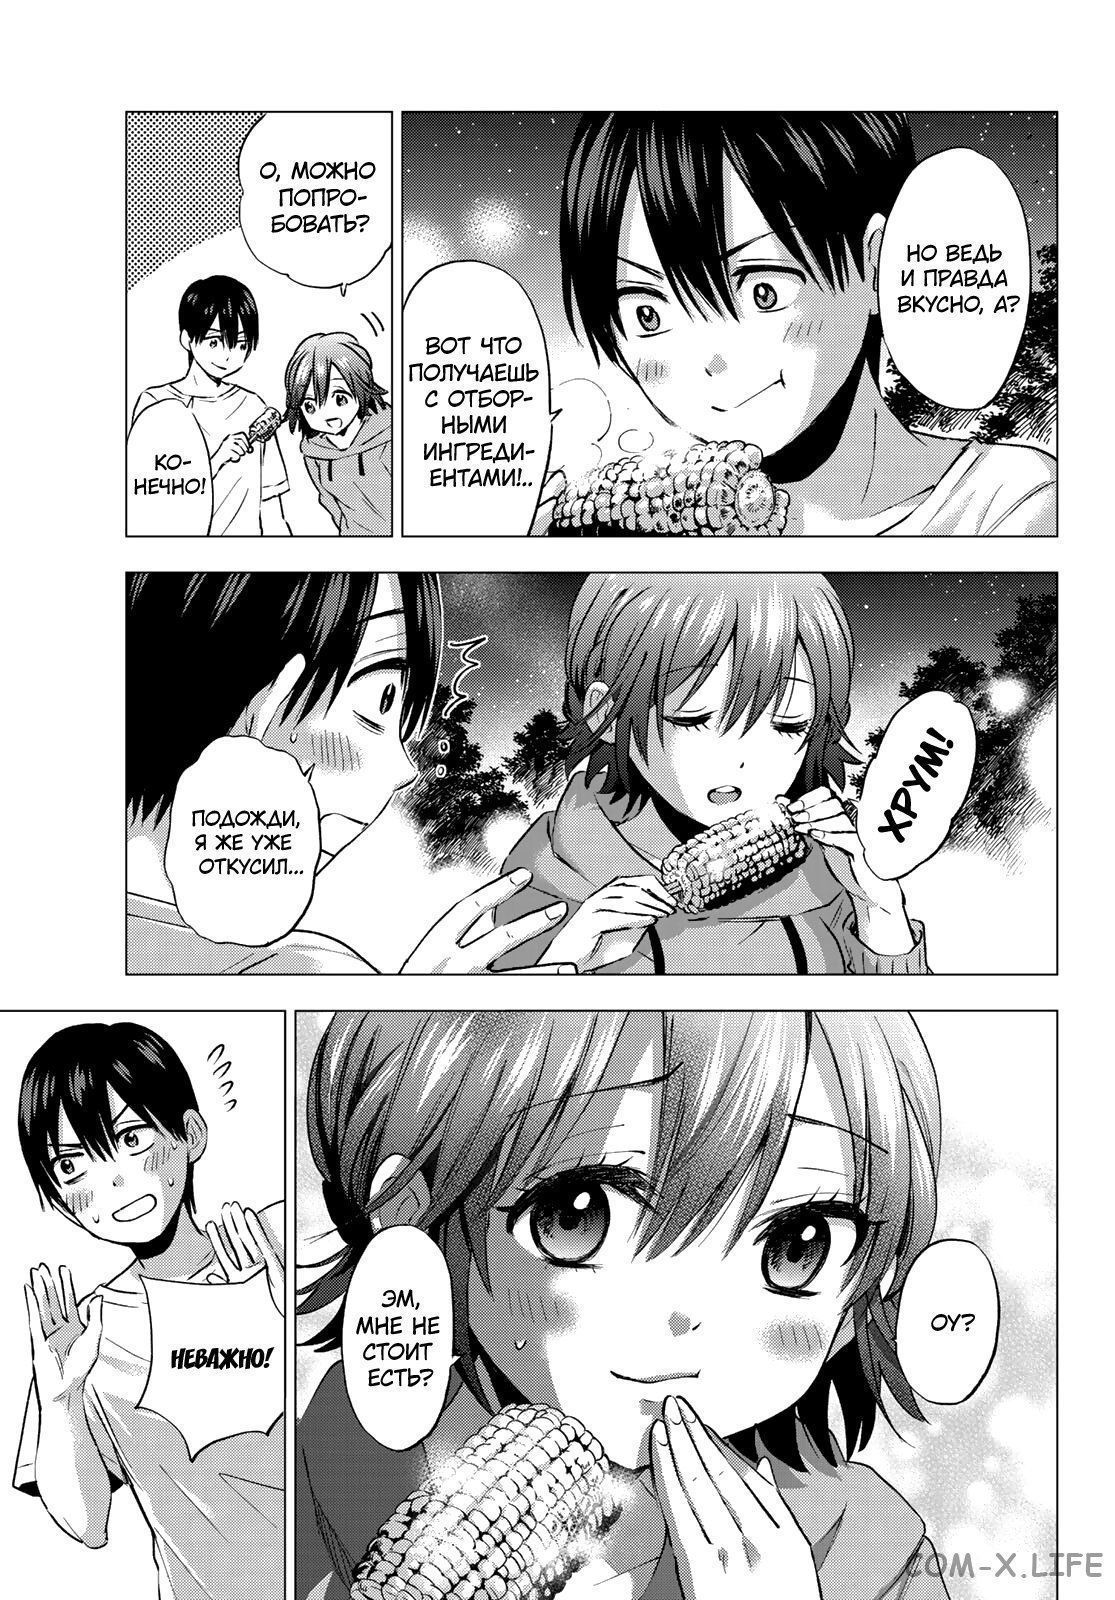 НО ВЕДЬ
И ПРАВДА
ВКУСНО, А?
ВОТ ЧТО
ПОЛУЧАЕШЬ
С ОТБОР-
НЫМИ
ИНГРЕДИ-
ЕНТАМИ!..
О, МОЖНО
ПОПРО-
БОВАТЬ?
КО-
НЕЧНО!
ХРУМ!
ПОДОЖДИ,
Я ЖЕ УЖЕ
ОТКУСИЛ...
ОУ?
ЭМ,
МНЕ НЕ
СТОИТ
ЕСТЬ?
НЕВАЖНО!
COM-X.LIFE